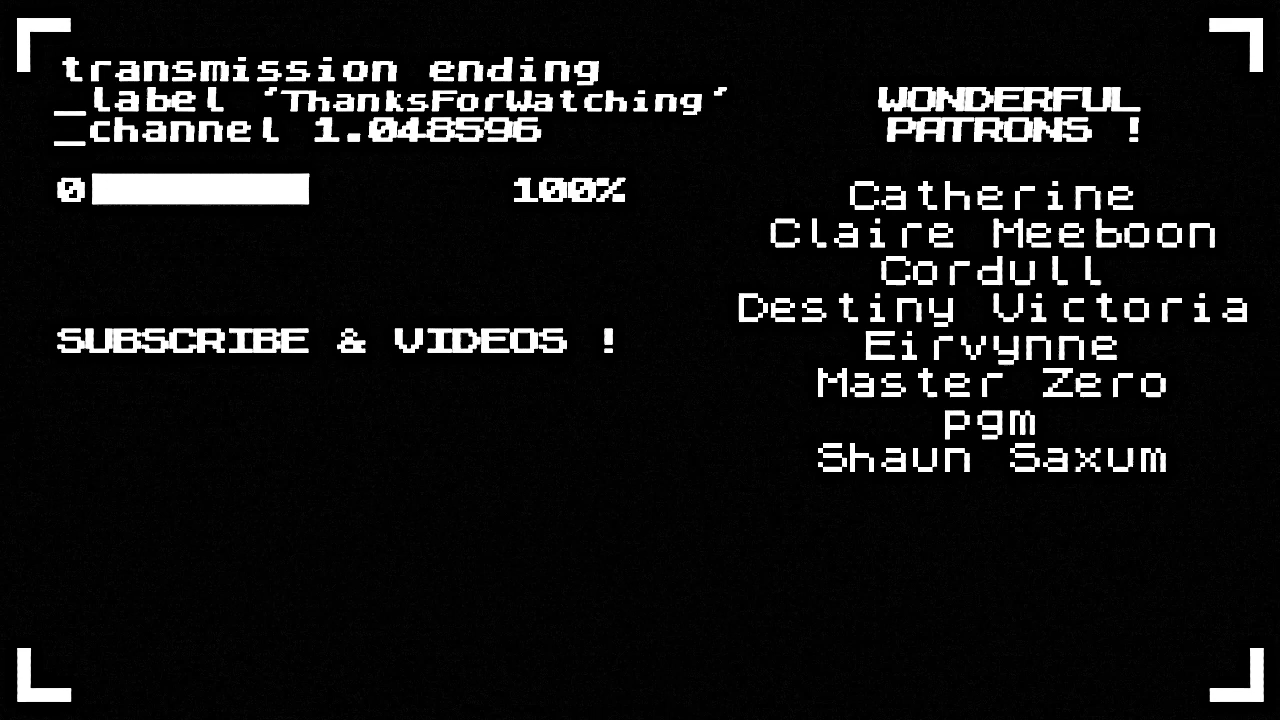 transmission ending
_label 'ThanksForWatching'
_channel 1.048596
0 100%
SUBSCRIBE & VIDEOS !
WONDERFUL
PATRONS !
Catherine
Claire Meeboon
Cordull
Destiny Victoria
Eirvynne
Master Zero
pgm
Shaun Saxum